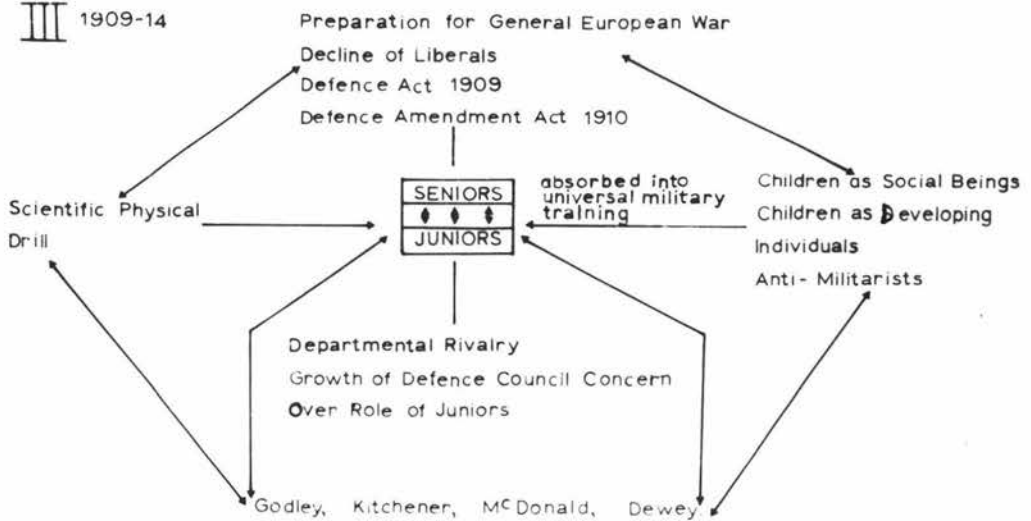 III 1909-14
Preparation for General European War
Decline of Liberals
Defence Act 1909
Defence Amendment Act 1910
SENIORS
JUNIORS
absorbed into
universal military
training
Scientific Physical
Drill
Children as Social Beings
Children as Developing
Individuals
Anti-Militarists
Departmental Rivalry
Growth of Defence Council Concern
Over Role of Juniors
Godley, Kitchener, McDonald, Dewey.